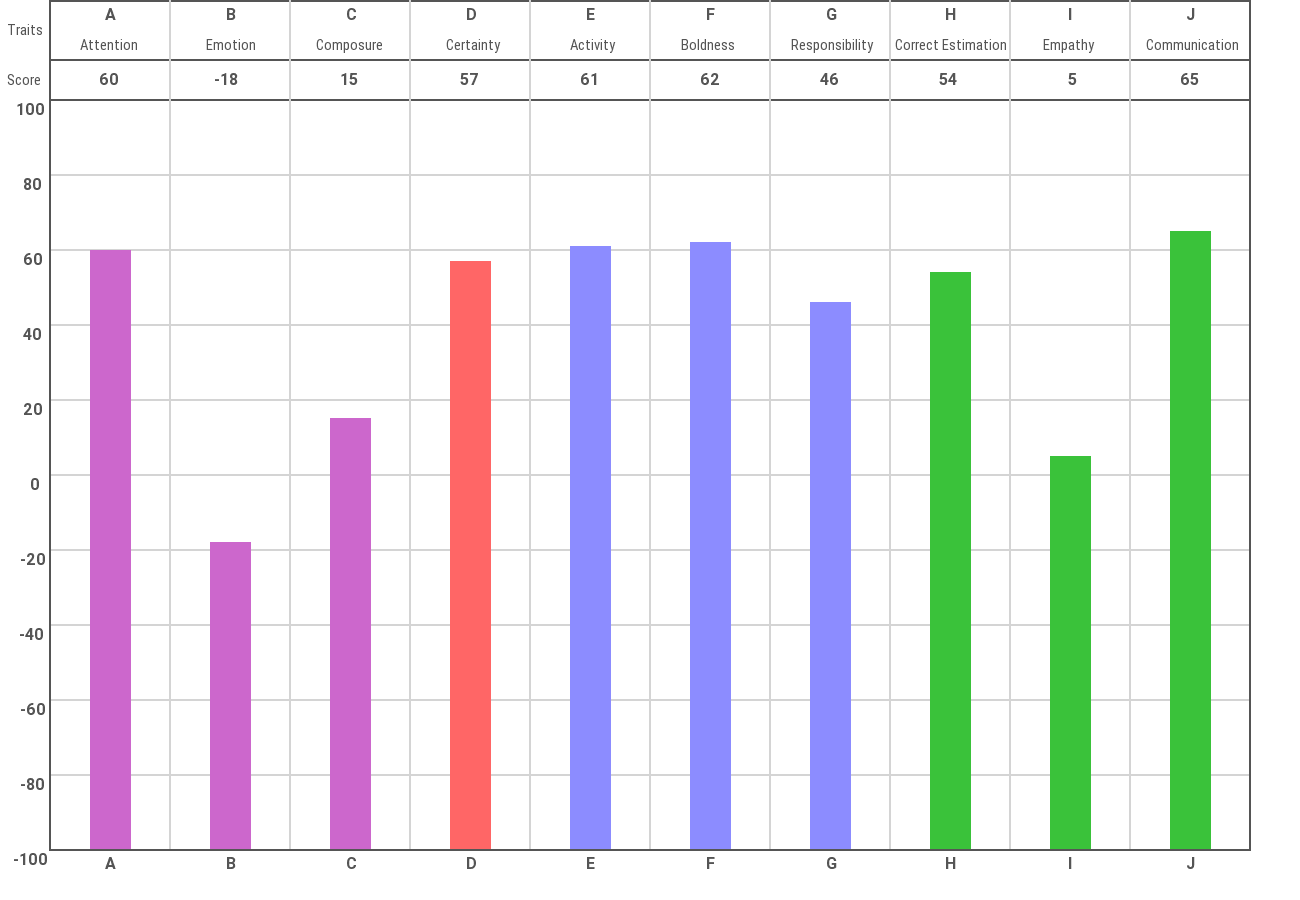 Traits A B C D E F G H I J
Attention Emotion Composure Certainty Activity Boldness Responsibility Correct Estimation Empathy Communication
Score 60 -18 15 57 61 62 46 54 5 65
100
80
60
40
20
0
-20
-40
-60
-80
-100
A B C D E F G H I J